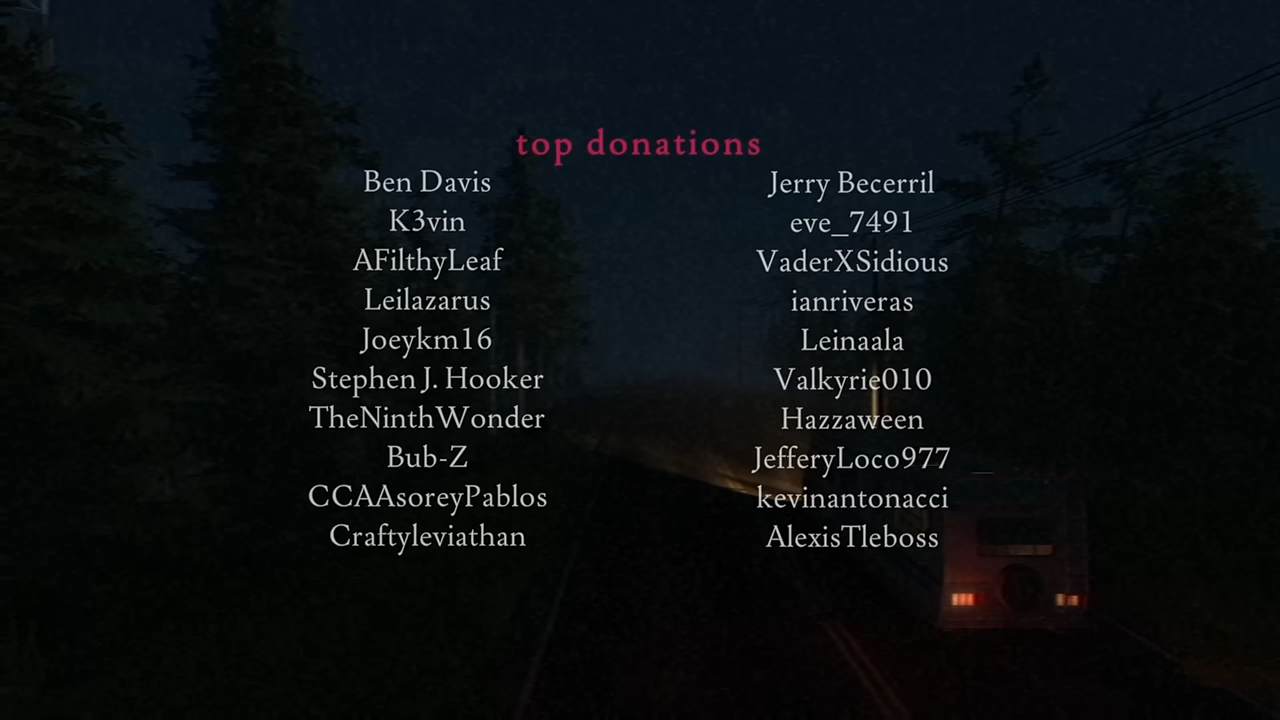 top donations
Ben Davis
K3vin
AFilthyLeaf
Leilazarus
Joeykm16
Stephen J. Hooker
TheNinthWonder
Bub-Z
CCAAsoreyPablos
Craftyleviathan
Jerry Becerril
eve_7491
VaderXSidious
ianriveras
Leinaala
Valkyrie010
Hazzaween
JefferyLoco977
kevinantonacci
AlexisTleboss